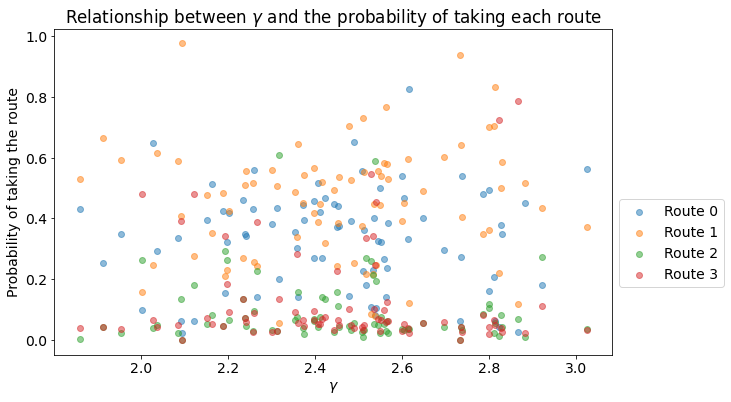 Relationship between γ and the probability of taking each route
Probability of taking the route
1.0
0.8
0.6
0.4
0.2
0.0
2.0 2.2 2.4 2.6 2.8 3.0
γ
Route 0
Route 1
Route 2
Route 3